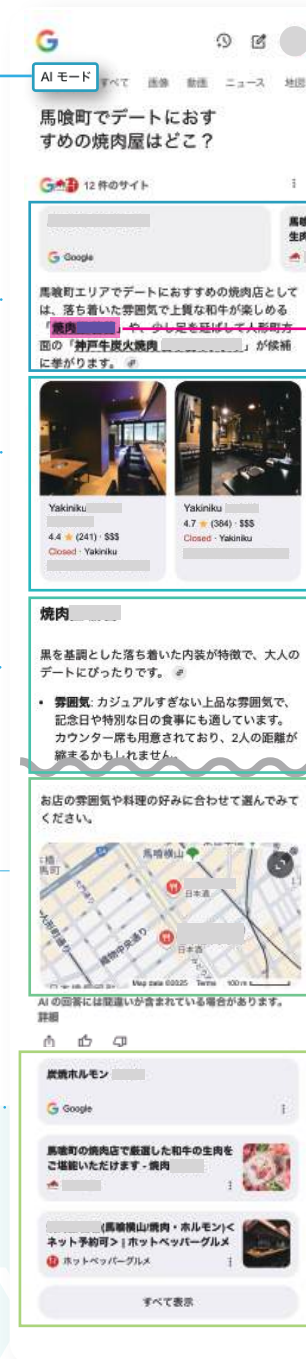 AI モード
すべて 画像 動画 ニュース 地図
馬喰町でデートにおす
すめの焼肉屋はどこ？
12 件のサイト
Google
馬喰
生肉
馬喰町エリアでデートにおすすめの焼肉店として
は、落ち着いた雰囲気で上質な和牛が楽しめる
「焼肉 」や、少し足を延ばして人形町方
面の「神戸牛炭火焼肉 」が候補
に挙がります。
Yakiniku
4.4 ★ (241) · $$$
Closed · Yakiniku
Yakiniku
4.7 ★ (384) · $$$
Closed · Yakiniku
焼肉
黒を基調とした落ち着いた内装が特徴で、大人の
デートにぴったりです。
• 雰囲気: カジュアルすぎない上品な雰囲気で、
記念日や特別な日の食事にも適しています。
カウンター席も用意されており、2人の距離が
縮まるかもしれません。
お店の雰囲気や料理の好みに合わせて選んでみて
ください。
馬喰横山
日本酒
人形町通り
織物中央通り
日本酒
Map data ©2025 Terms 100 m
AI の回答には間違いが含まれている場合があります。
詳細
炭焼ホルモン
Google
馬喰町の焼肉店で厳選した和牛の生肉を
ご堪能いただけます - 焼肉
(馬喰横山/焼肉・ホルモン)<
ネット予約可> | ホットペッパーグルメ
ホットペッパーグルメ
すべて表示